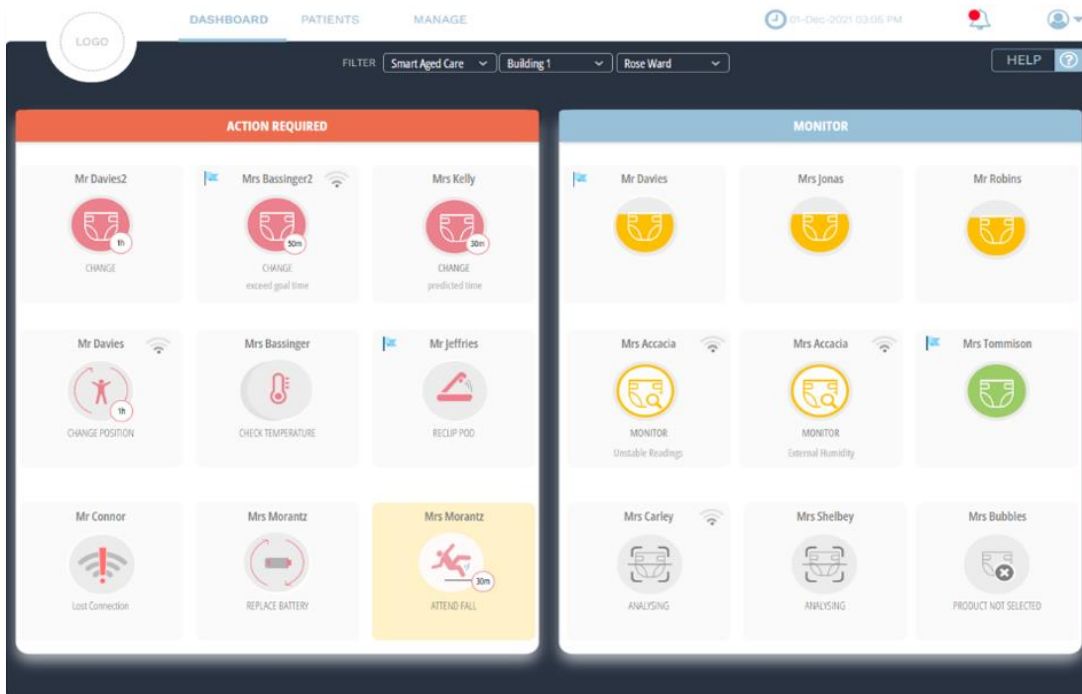 LOGO
DASHBOARD
PATIENTS
MANAGE
01-Dec-2021 03:05 PM
FILTER
Smart Aged Care
Building 1
Rose Ward
HELP
?
ACTION REQUIRED
Mr Davies2
1h
CHANGE
Mrs Bassinger2
50m
CHANGE
exceed goal time
Mrs Kelly
30m
CHANGE
predicted time
Mr Davies
1h
CHANGE POSITION
Mrs Bassinger
CHECK TEMPERATURE
Mr Jeffries
RECLIP POD
Mr Connor
Lost Connection
Mrs Morantz
REPLACE BATTERY
Mrs Morantz
30m
ATTEND FALL
MONITOR
Mr Davies
Mrs Jonas
Mr Robins
Mrs Accacia
MONITOR
Unstable Readings
Mrs Accacia
MONITOR
External Humidity
Mrs Tommison
Mrs Carley
ANALYSING
Mrs Shelbey
ANALYSING
Mrs Bubbles
PRODUCT NOT SELECTED